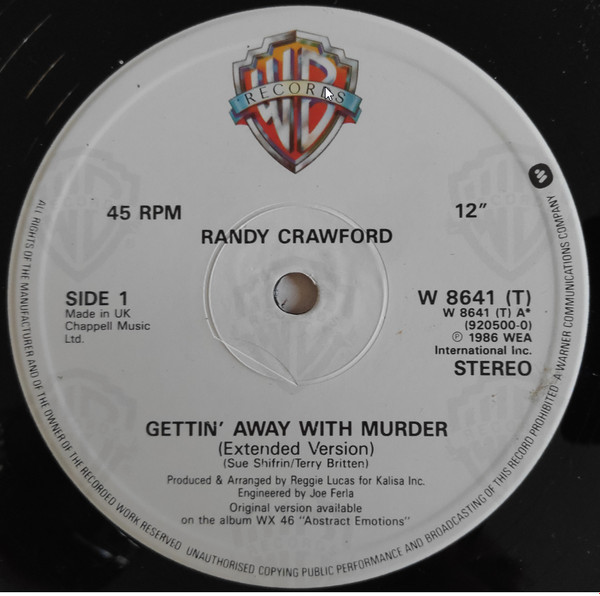 WB
RECORDS
45 RPM
12"
RANDY CRAWFORD
SIDE 1
Made in UK
Chappell Music
Ltd.
W 8641 (T)
W 8641 (T) A*
(920500-0)
℗ 1986 WEA
International Inc.
STEREO
GETTIN' AWAY WITH MURDER
(Extended Version)
(Sue Shifrin/Terry Britten)
Produced & Arranged by Reggie Lucas for Kalisa Inc.
Engineered by Joe Ferla
Original version available
on the album WX 46 "Abstract Emotions"
ALL RIGHTS OF THE MANUFACTURER AND OF THE OWNER OF THE RECORDED WORK RESERVED UNAUTHORISED COPYING PUBLIC PERFORMANCE AND BROADCASTING OF THIS RECORD PROHIBITED · A WARNER COMMUNICATIONS COMPANY